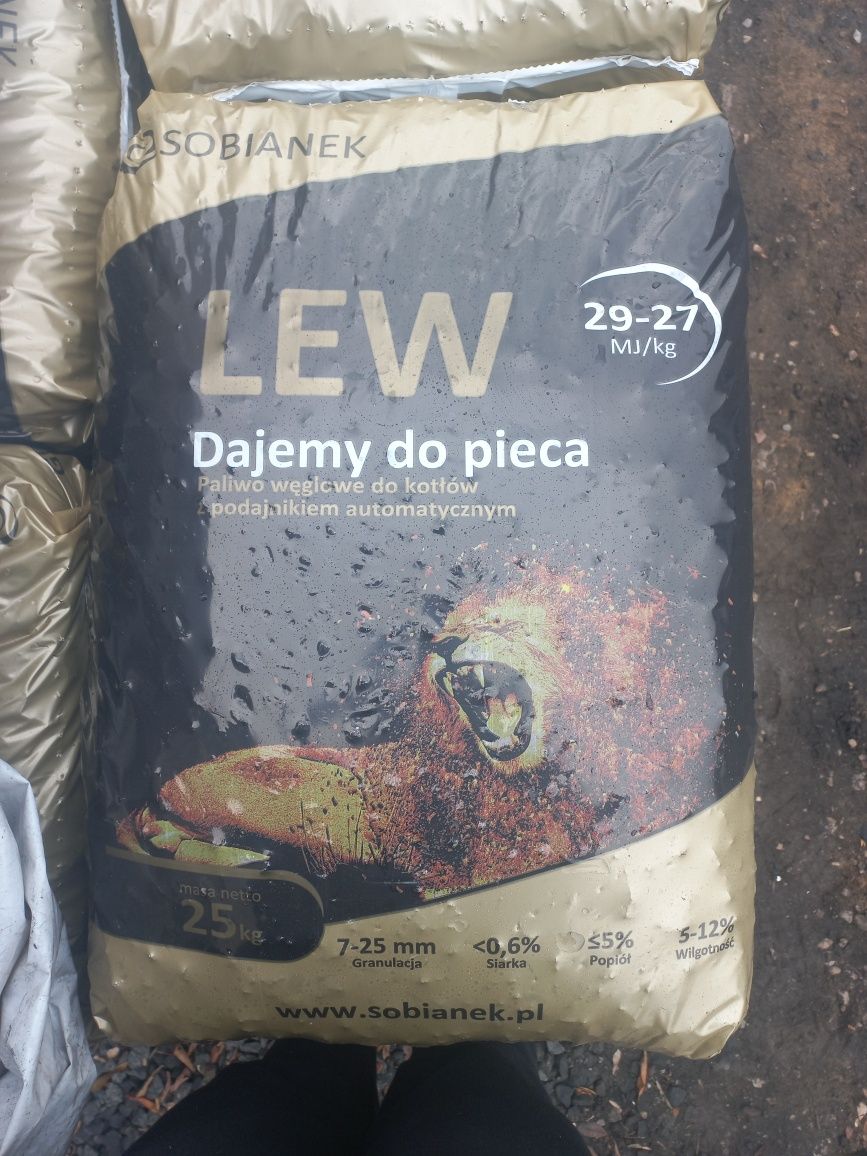 SOBIANEK
LEW
29-27
MJ/kg
Dajemy do pieca
Paliwo węglowe do kotłów
z podajnikiem automatycznym
masa netto
25kg
7-25 mm
Granulacja
<0,6%
Siarka
≤5%
Popiół
5-12%
Wilgotność
www.sobianek.pl